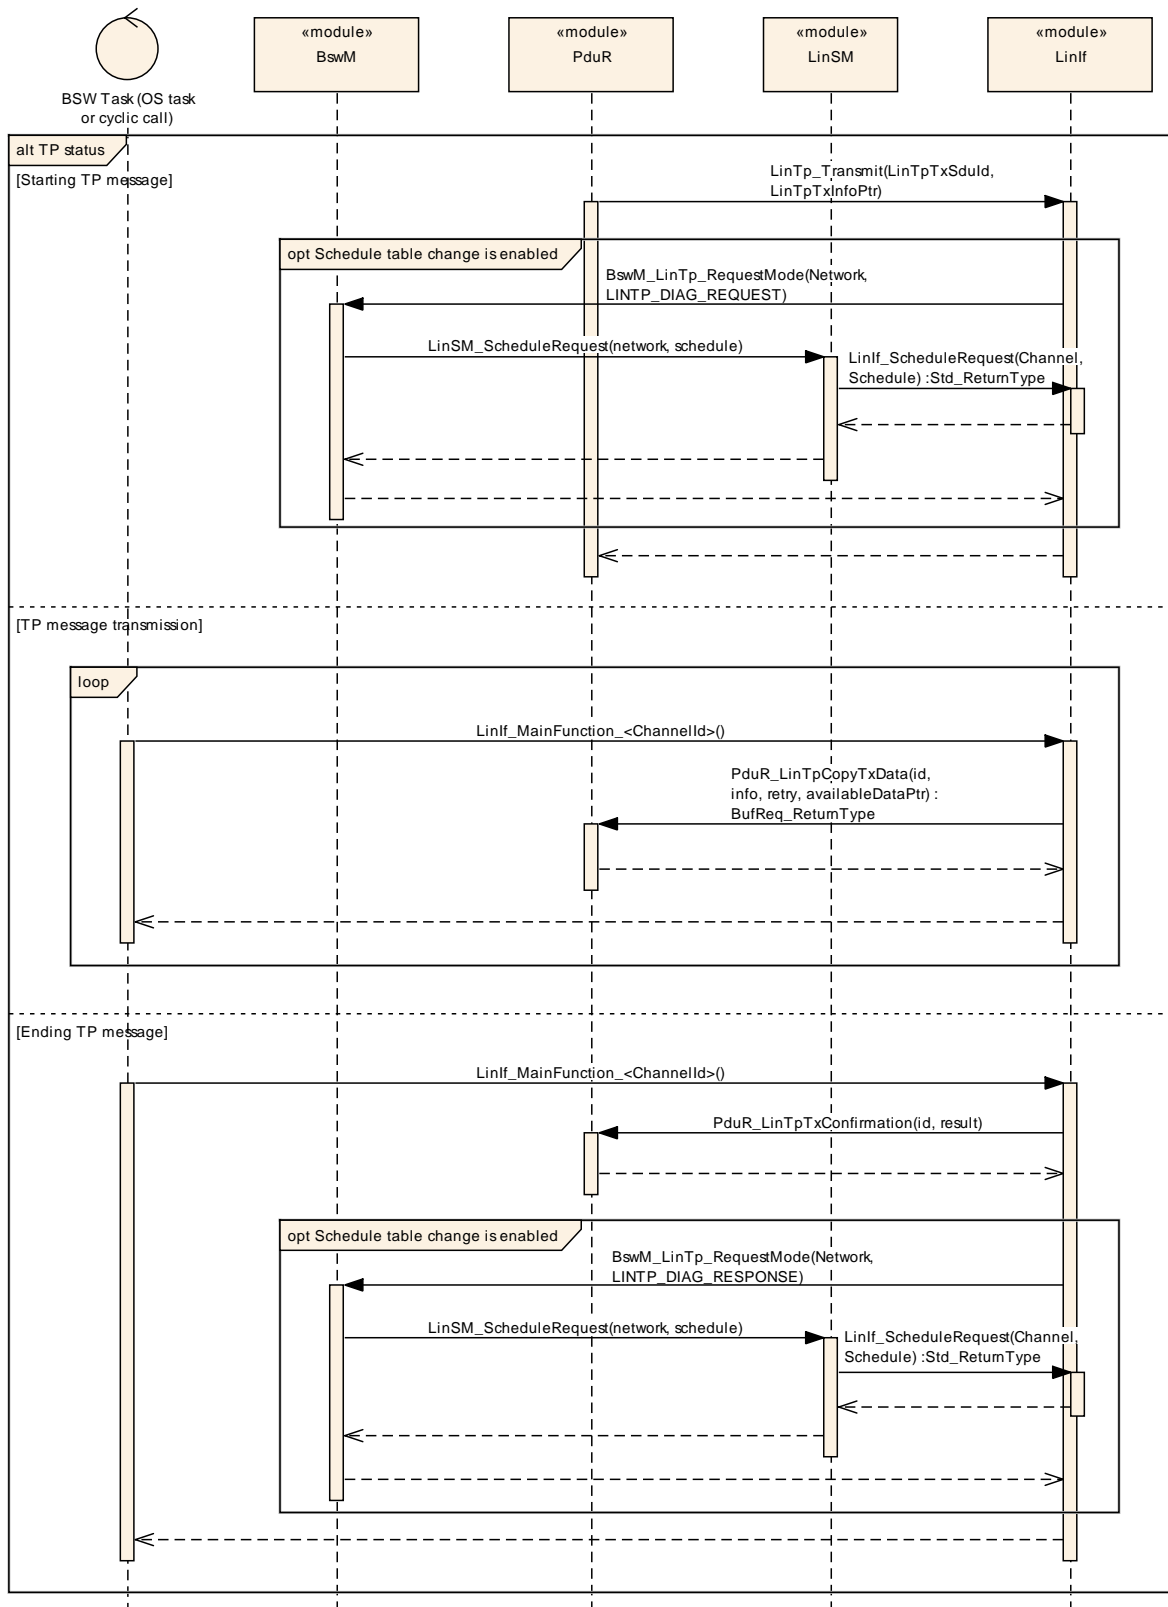 «module»
BswM
«module»
PduR
«module»
LinSM
«module»
LinIf
BSW Task (OS task
or cyclic call)
alt TP status
[Starting TP message]
LinTp_Transmit(LinTpTxSduId,
LinTpTxInfoPtr)
opt Schedule table change is enabled
BswM_LinTp_RequestMode(Network,
LINTP_DIAG_REQUEST)
LinSM_ScheduleRequest(network, schedule)
LinIf_ScheduleRequest(Channel,
Schedule) :Std_ReturnType
[TP message transmission]
loop
LinIf_MainFunction_<ChannelId>()
PduR_LinTpCopyTxData(id,
info, retry, availableDataPtr) :
BufReq_ReturnType
[Ending TP message]
LinIf_MainFunction_<ChannelId>()
PduR_LinTpTxConfirmation(id, result)
opt Schedule table change is enabled
BswM_LinTp_RequestMode(Network,
LINTP_DIAG_RESPONSE)
LinSM_ScheduleRequest(network, schedule)
LinIf_ScheduleRequest(Channel,
Schedule) :Std_ReturnType